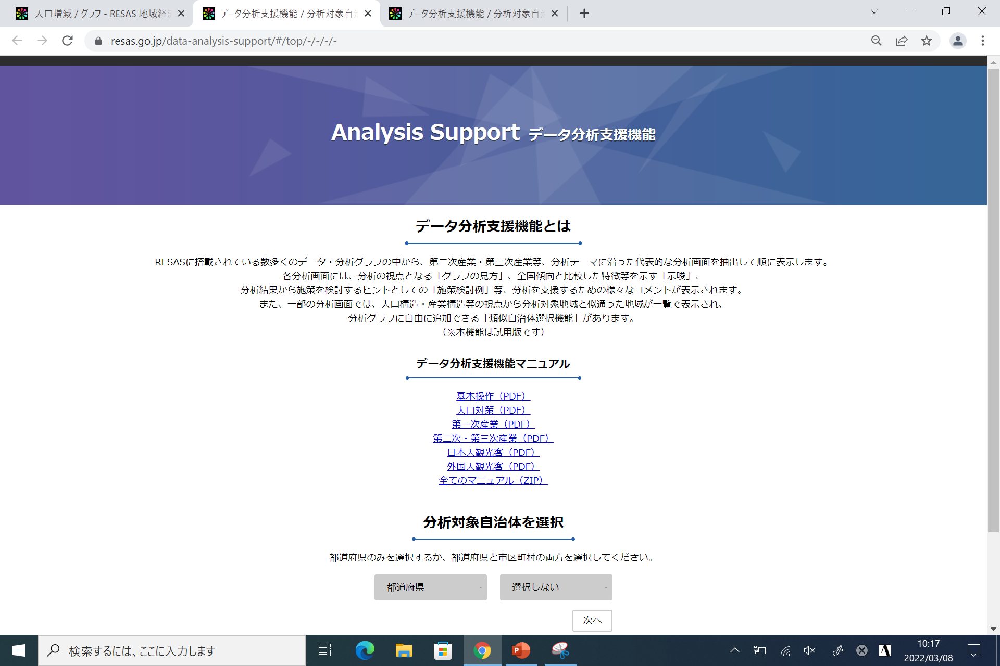 人口増減 / グラフ - RESAS 地域経
データ分析支援機能 / 分析対象自
データ分析支援機能 / 分析対象自
resas.go.jp/data-analysis-support/#/top/-/-/-/-
Analysis Support データ分析支援機能
データ分析支援機能とは
RESASに搭載されている数多くのデータ・分析グラフの中から、第二次産業・第三次産業等、分析テーマに沿った代表的な分析画面を抽出して順に表示します。
各分析画面には、分析の視点となる「グラフの見方」、全国傾向と比較した特徴等を示す「示唆」、
分析結果から施策を検討するヒントとしての「施策検討例」等、分析を支援するための様々なコメントが表示されます。
また、一部の分析画面では、人口構造・産業構造等の視点から分析対象地域と似通った地域が一覧で表示され、
分析グラフに自由に追加できる「類似自治体選択機能」があります。
（※本機能は試用版です）
データ分析支援機能マニュアル
基本操作（PDF）
人口対策（PDF）
第一次産業（PDF）
第二次・第三次産業（PDF）
日本人観光客（PDF）
外国人観光客（PDF）
全てのマニュアル（ZIP）
分析対象自治体を選択
都道府県のみを選択するか、都道府県と市区町村の両方を選択してください。
都道府県
選択しない
次へ
検索するには、ここに入力します
10:17
2022/03/08